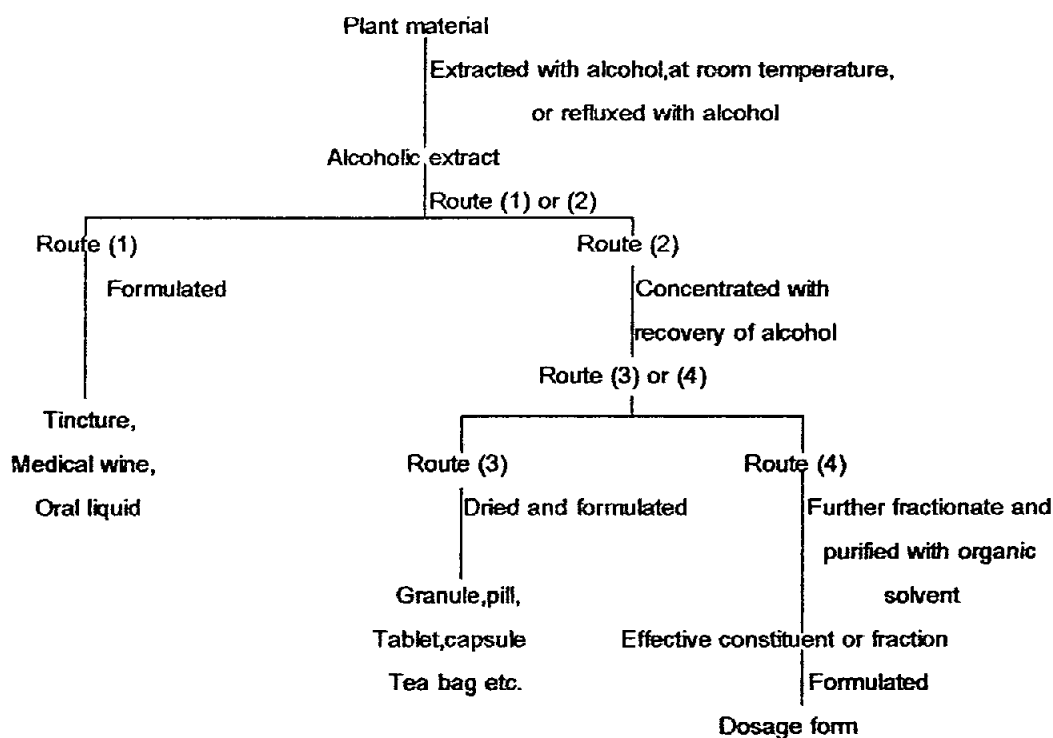 Plant material
Extracted with alcohol,at room temperature,
or refluxed with alcohol
Alcoholic extract
Route (1) or (2)
Route (1)
Route (2)
Formulated
Concentrated with
recovery of alcohol
Route (3) or (4)
Tincture,
Medical wine,
Oral liquid
Route (3)
Route (4)
Dried and formulated
Further fractionate and
purified with organic
solvent
Granule,pill,
Tablet,capsule
Tea bag etc.
Effective constituent or fraction
Formulated
Dosage form